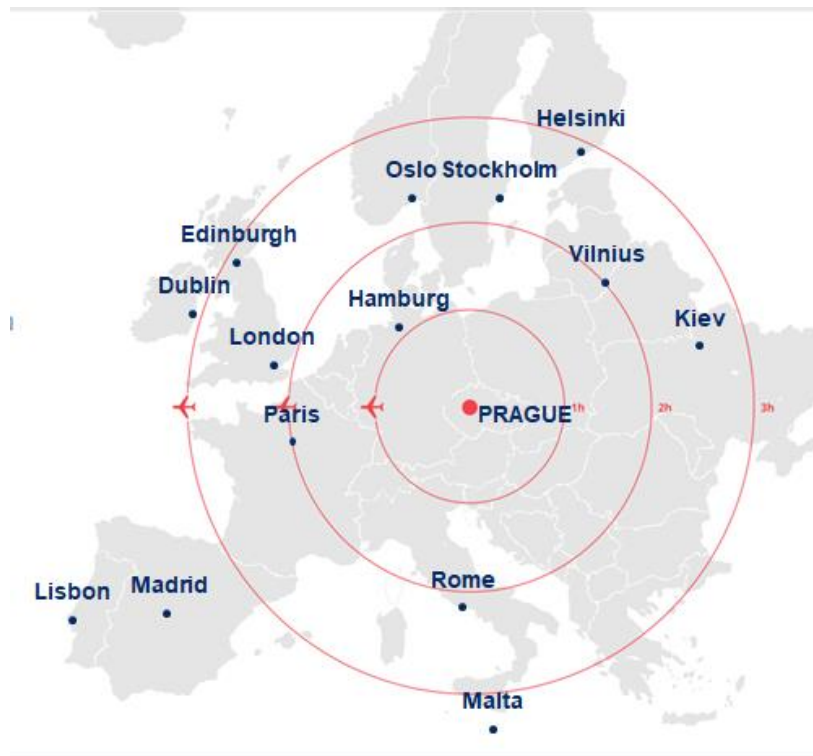 Helsinki
Oslo Stockholm
Edinburgh
Vilnius
Dublin
Hamburg
Kiev
London
Paris
PRAGUE
1h
2h
3h
Rome
Madrid
Lisbon
Malta